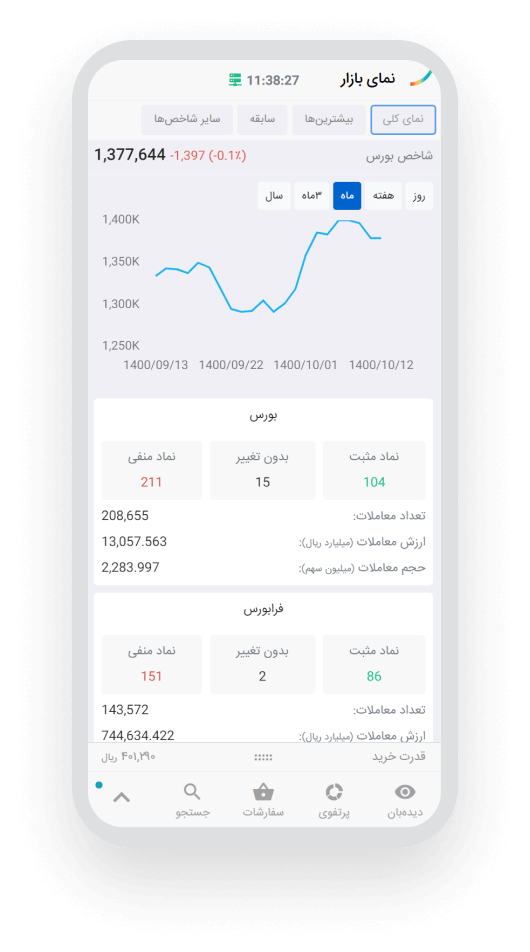 نمای بازار 11:38:27
نمای کلی بیشترین‌ها سابقه سایر شاخص‌ها
شاخص بورس 1,377,644 -1,397 (-0.1٪)
روز هفته ماه ۳ماه سال
1,400K
1,350K
1,300K
1,250K
1400/09/13 1400/09/22 1400/10/01 1400/10/12
بورس
نماد مثبت بدون تغییر نماد منفی
104 15 211
تعداد معاملات: 208,655
ارزش معاملات (میلیارد ریال): 13,057.563
حجم معاملات (میلیون سهم): 2,283.997
فرابورس
نماد مثبت بدون تغییر نماد منفی
86 2 151
تعداد معاملات: 143,572
ارزش معاملات (میلیارد ریال): 744,634.422
قدرت خرید ۴۰۱,۲۹۰ ریال
دیده‌بان پرتفوی سفارشات جستجو